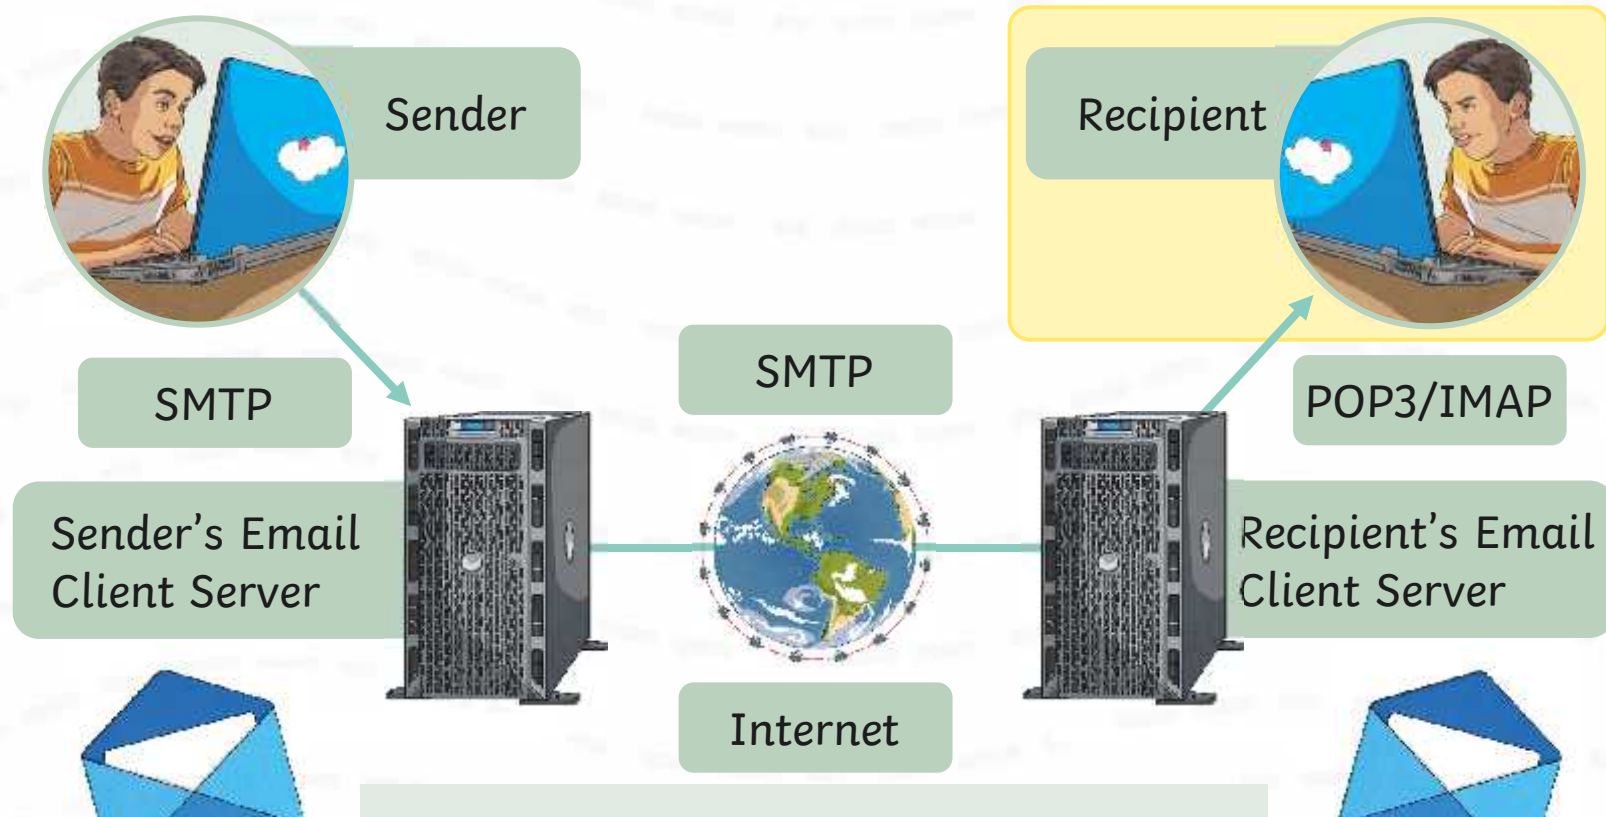 Sender
Recipient
SMTP
SMTP
POP3/IMAP
Sender's Email
Client Server
Recipient's Email
Client Server
Internet